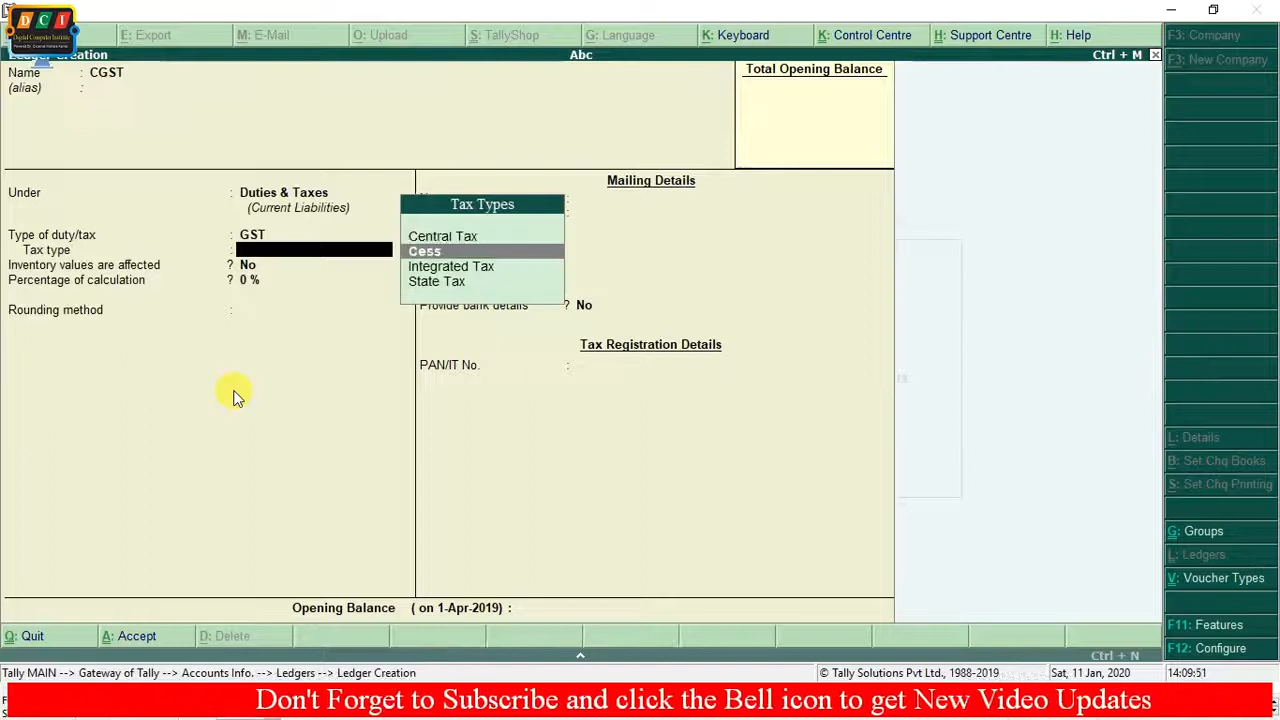 DCI
Digital Computer Institute
E: Export
M: E-Mail
O: Upload
S: TallyShop
G: Language
K: Keyboard
K: Control Centre
H: Support Centre
H: Help
F3: Company
F3: New Company
Ledger Creation
Abc
Ctrl + M
Name : CGST
(alias) :
Total Opening Balance
Mailing Details
Under : Duties & Taxes
(Current Liabilities)
Type of duty/tax : GST
Tax type :
Inventory values are affected ? No
Percentage of calculation ? 0 %
Rounding method :
Tax Types
Central Tax
Cess
Integrated Tax
State Tax
Provide bank details ? No
Tax Registration Details
PAN/IT No. :
L: Details
B: Set Chq Books
S: Set Chq Printing
G: Groups
L: Ledgers
V: Voucher Types
F11: Features
F12: Configure
Opening Balance ( on 1-Apr-2019) :
Q: Quit
A: Accept
D: Delete
Ctrl + N
Tally MAIN --> Gateway of Tally --> Accounts Info. --> Ledgers --> Ledger Creation
© Tally Solutions Pvt Ltd., 1988-2019
Sat, 11 Jan, 2020
14:09:51
Don't Forget to Subscribe and click the Bell icon to get New Video Updates